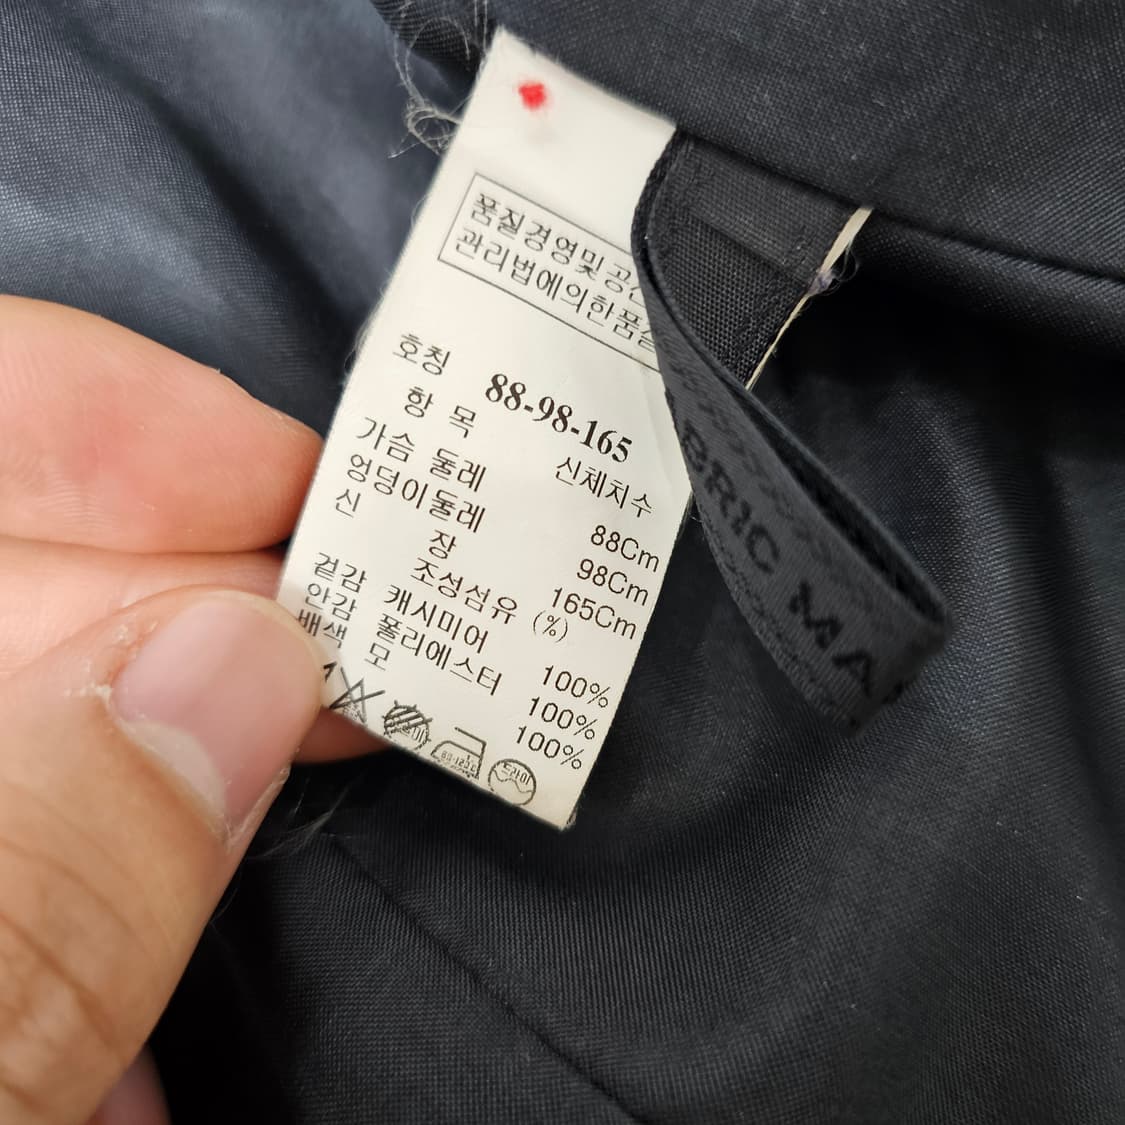 품질경영및공
관리법에의한품
호칭 88-98-165
항 목 신체치수
가슴 둘레 88Cm
엉덩이둘레 98Cm
신 장 165Cm
조성섬유 (%)
겉감 캐시미어 100%
안감 폴리에스터 100%
배색 모 100%
드라이
BRIC MA